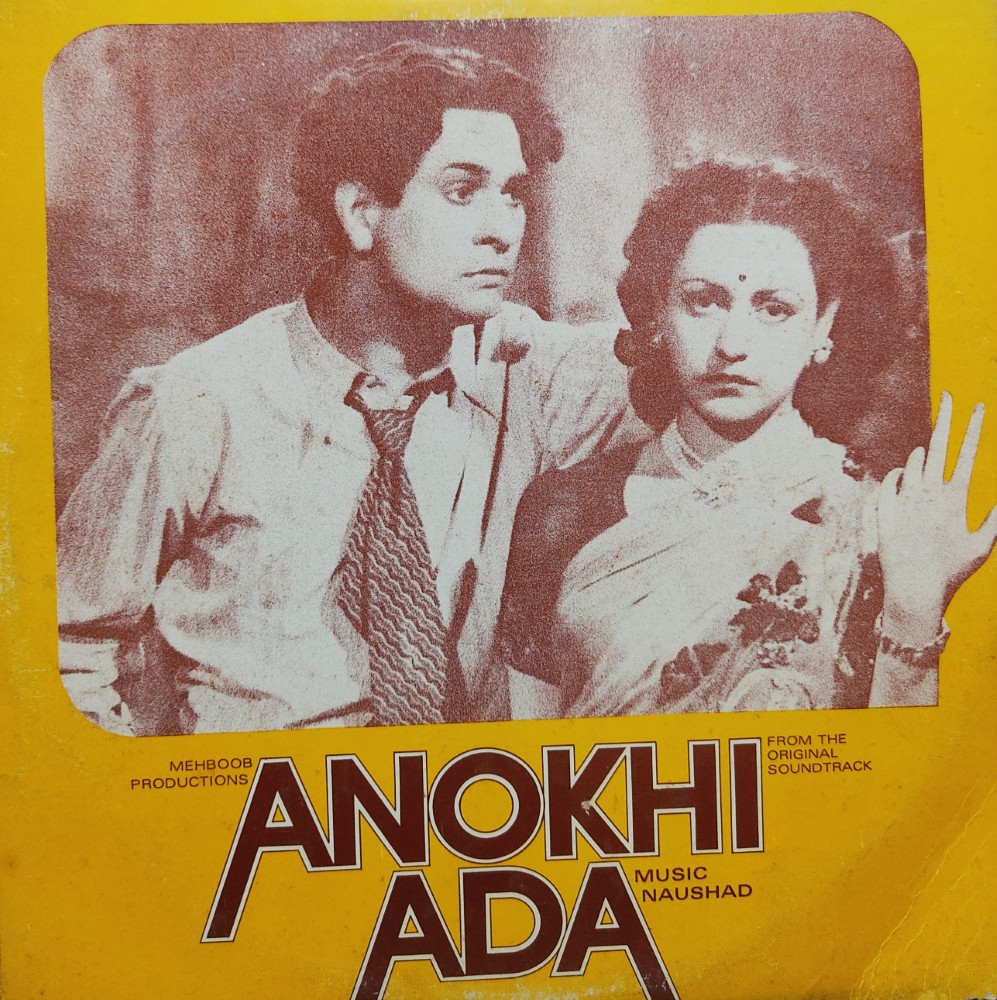 MEHBOOB
PRODUCTIONS
ANOKHI
FROM THE
ORIGINAL
SOUNDTRACK
ADA
MUSIC
NAUSHAD